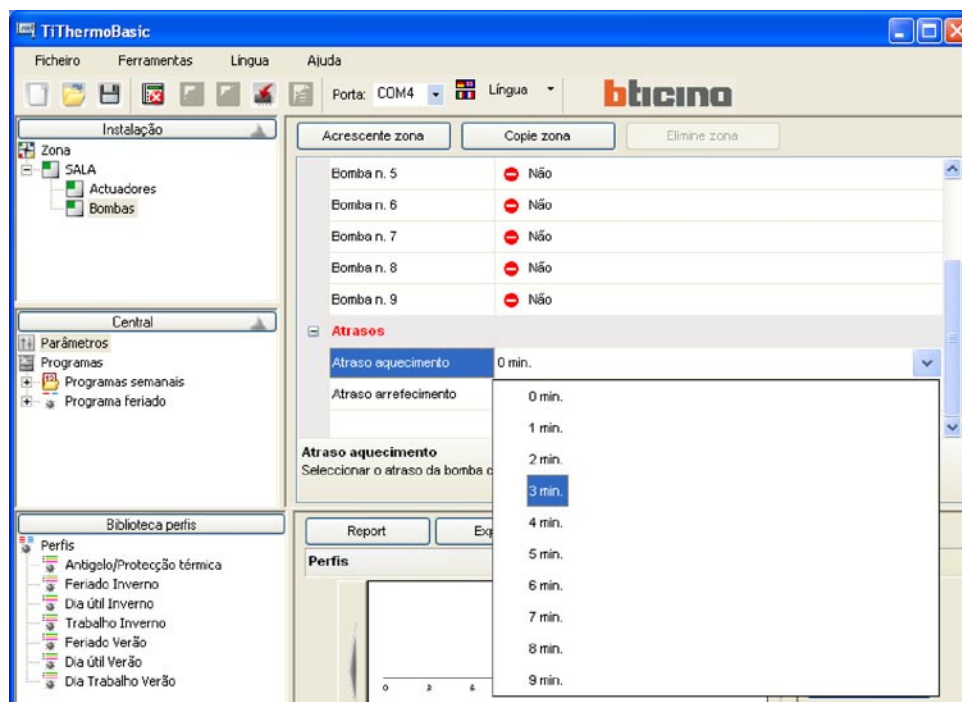 TiThermoBasic
Ficheiro Ferramentas Língua Ajuda
Porta: COM4 Língua bticino
Instalação
Zona
SALA
Actuadores
Bombas
Acrescente zona Copie zona Elimine zona
Bomba n. 5 Não
Bomba n. 6 Não
Bomba n. 7 Não
Bomba n. 8 Não
Bomba n. 9 Não
Atrasos
Atraso aquecimento 0 min.
Atraso arrefecimento
0 min.
1 min.
2 min.
3 min.
4 min.
5 min.
6 min.
7 min.
8 min.
9 min.
Atraso aquecimento
Seleccionar o atraso da bomba
Central
Parâmetros
Programas
Programas semanais
Programa feriado
Biblioteca perfis
Perfis
Antigelo/Protecção térmica
Feriado Inverno
Dia útil Inverno
Trabalho Inverno
Feriado Verão
Dia útil Verão
Dia Trabalho Verão
Report
Perfis
0